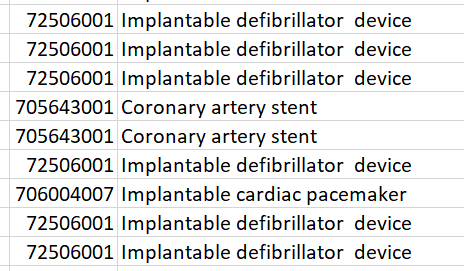 72506001 Implantable defibrillator  device
72506001 Implantable defibrillator  device
72506001 Implantable defibrillator  device
705643001 Coronary artery stent
705643001 Coronary artery stent
72506001 Implantable defibrillator  device
706004007 Implantable cardiac pacemaker
72506001 Implantable defibrillator  device
72506001 Implantable defibrillator  device